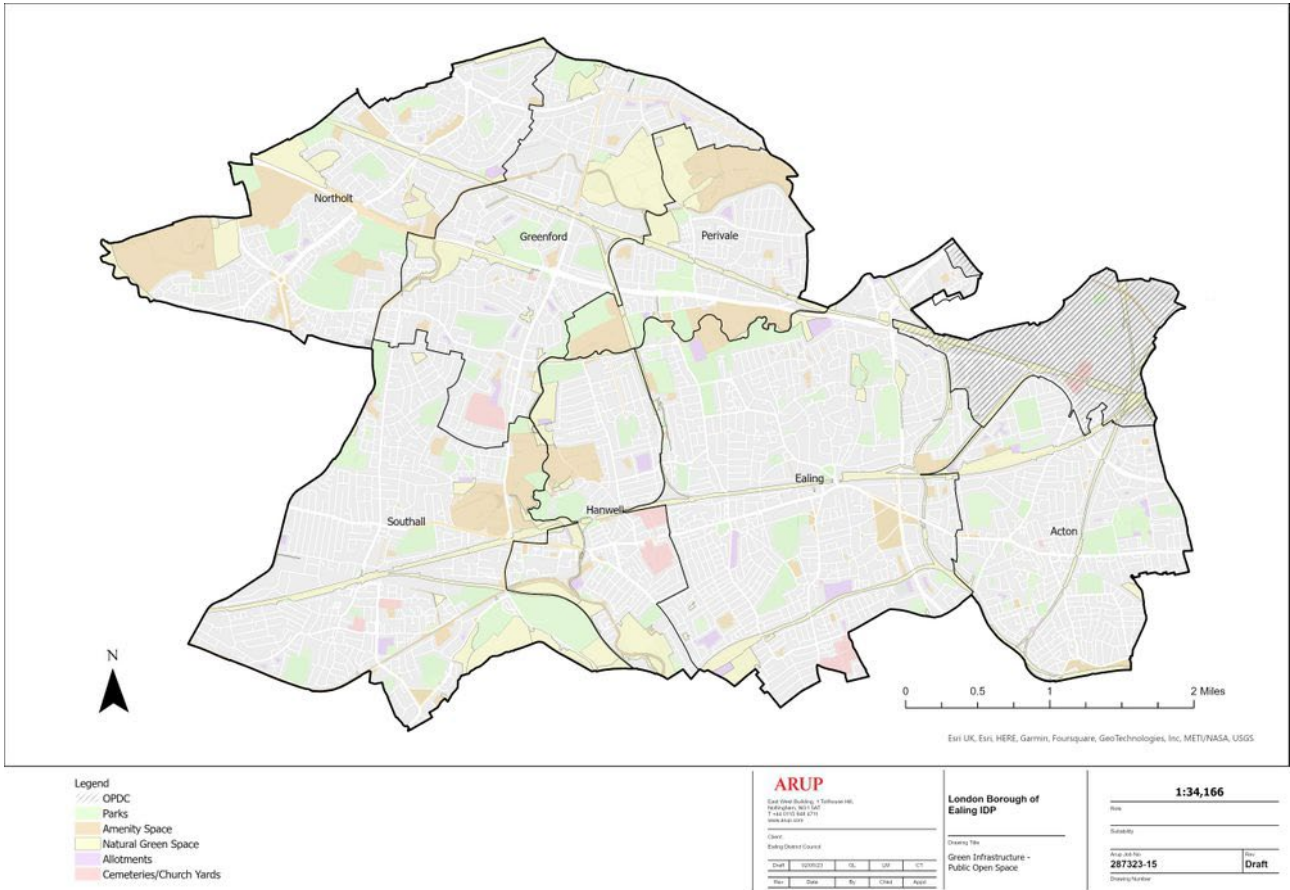 Northolt
Greenford
Perivale
Ealing
Hanwell
Southall
Acton
N
0 0.5 1 2 Miles
Esri UK, Esri, HERE, Garmin, Foursquare, GeoTechnologies, Inc, METI/NASA, USGS
Legend
OPDC
Parks
Amenity Space
Natural Green Space
Allotments
Cemeteries/Church Yards
ARUP
www.arup.com
Client
Ealing District Council
Draft
Rev Date By Chkd Appd
London Borough of
Ealing IDP
Drawing Title
Green Infrastructure -
Public Open Space
1:34,166
Suitability
Arup Job No
287323-15
Rev
Draft
Drawing Number